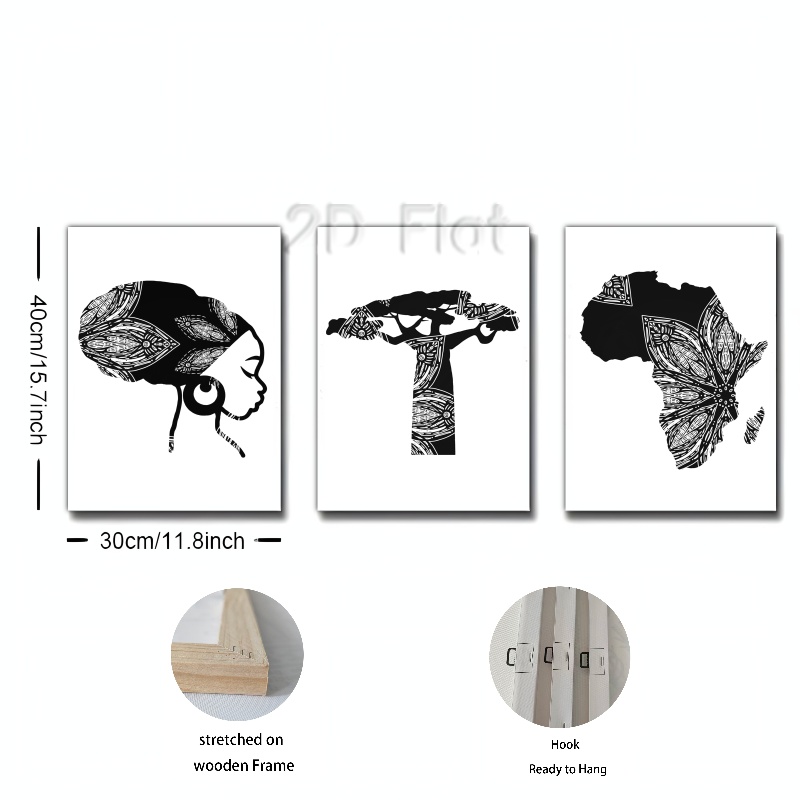 2D Flat
40cm/15.7inch
30cm/11.8inch
stretched on
wooden Frame
Hook
Ready to Hang